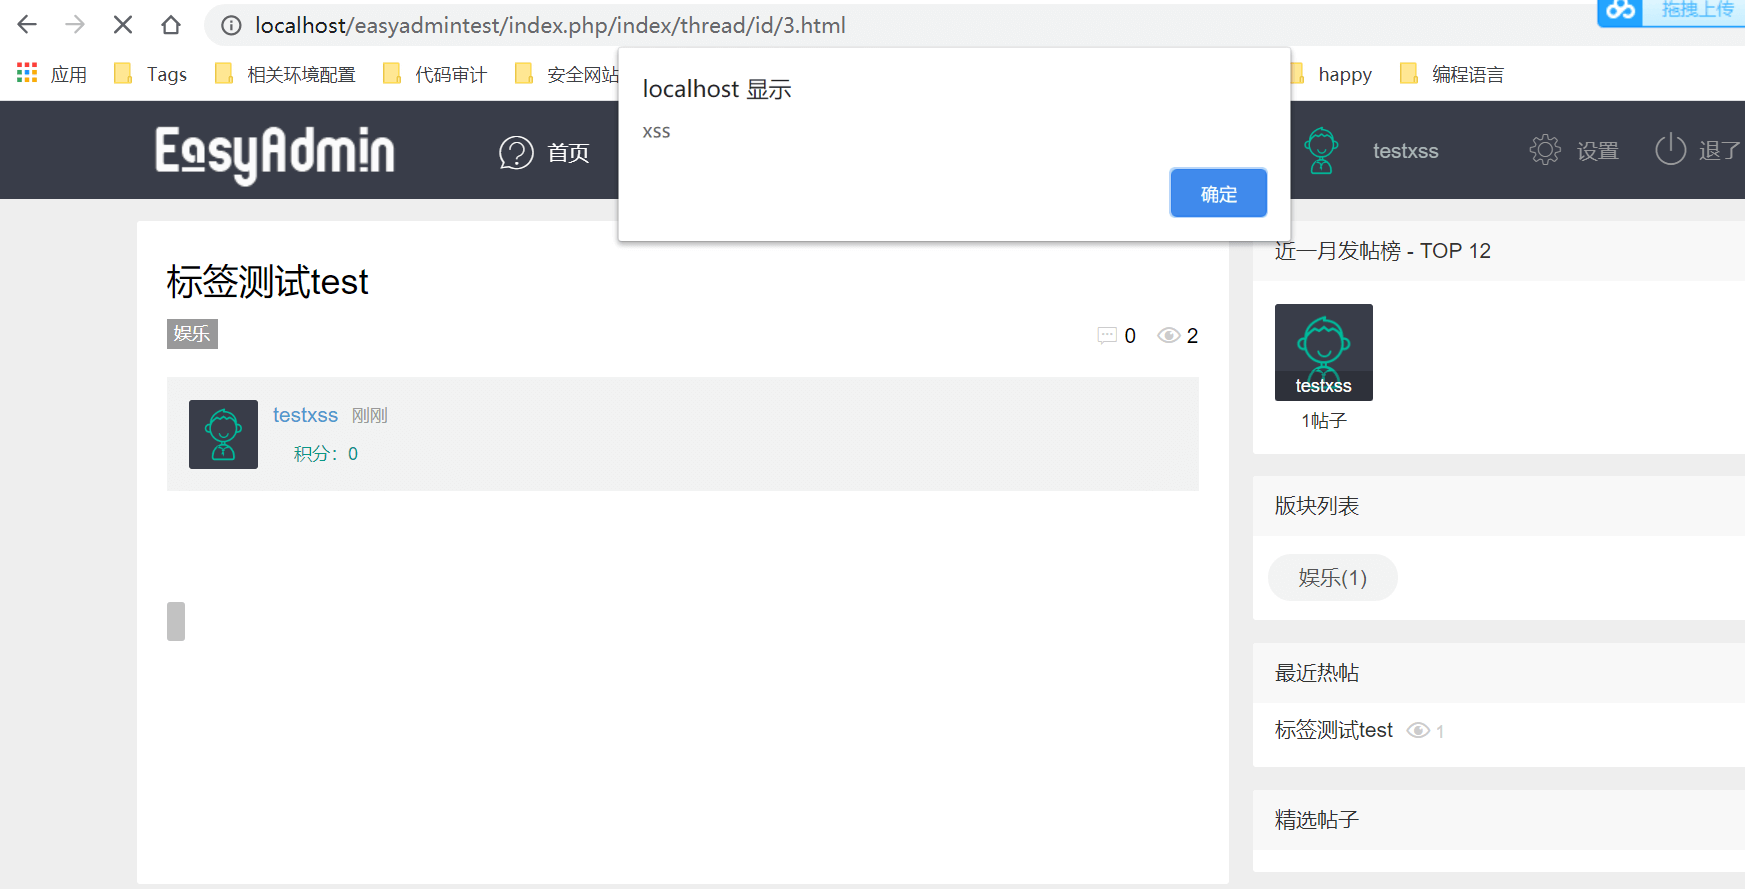 localhost/easyadmintest/index.php/index/thread/id/3.html
拖拽上传
应用 Tags 相关环境配置 代码审计 安全网站 happy 编程语言
localhost 显示
xss
确定
EasyAdmin 首页 testxss 设置 退了
标签测试test
娱乐 0 2
testxss 刚刚
积分：0
近一月发帖榜 - TOP 12
testxss
1帖子
版块列表
娱乐(1)
最近热帖
标签测试test 1
精选帖子